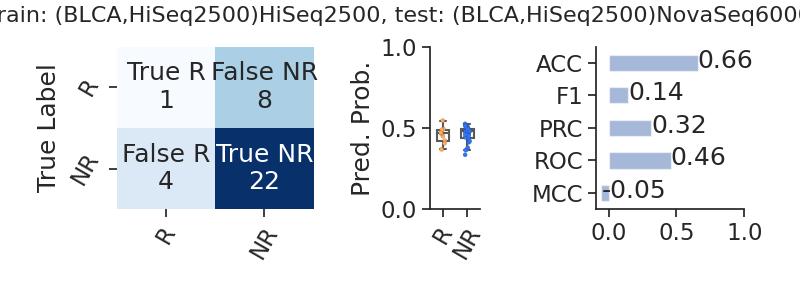 rain: (BLCA,HiSeq2500)HiSeq2500, test: (BLCA,HiSeq2500)NovaSeq600
True Label
R
NR
True R
1
False NR
8
False R
4
True NR
22
R
NR
Pred. Prob.
1.0
0.5
0.0
R
NR
ACC
F1
PRC
ROC
MCC
0.66
0.14
0.32
0.46
-0.05
0.0
0.5
1.0